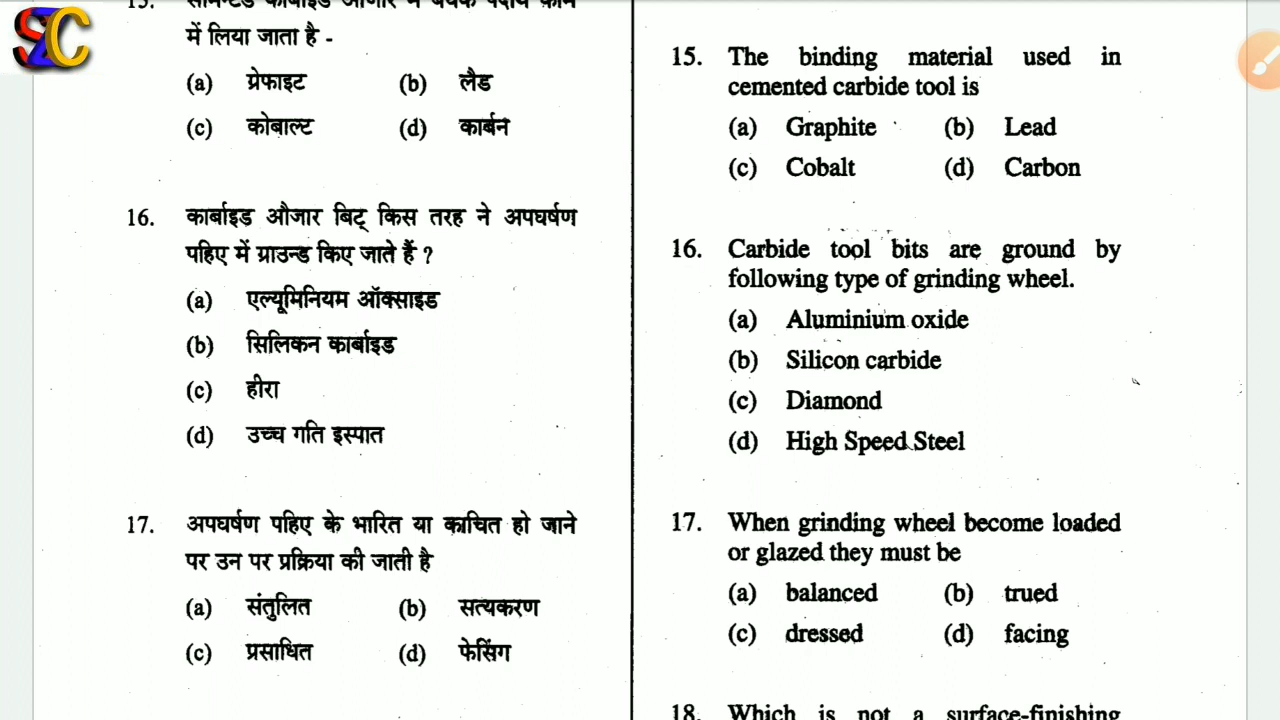 SZC
में लिया जाता है -
(a) ग्रेफाइट (b) लैड
(c) कोबाल्ट (d) कार्बन
16. कार्बाइड औजार बिट् किस तरह ने अपघर्षण
पहिए में ग्राउन्ड किए जाते हैं ?
(a) एल्यूमिनियम ऑक्साइड
(b) सिलिकन कार्बाइड
(c) हीरा
(d) उच्च गति इस्पात
17. अपघर्षण पहिए के भारित या काचित हो जाने
पर उन पर प्रक्रिया की जाती है
(a) संतुलित (b) सत्यकरण
(c) प्रसाधित (d) फेसिंग
15. The binding material used in
cemented carbide tool is
(a) Graphite (b) Lead
(c) Cobalt (d) Carbon
16. Carbide tool bits are ground by
following type of grinding wheel.
(a) Aluminium oxide
(b) Silicon carbide
(c) Diamond
(d) High Speed Steel
17. When grinding wheel become loaded
or glazed they must be
(a) balanced (b) trued
(c) dressed (d) facing
18. Which is not a surface-finishing